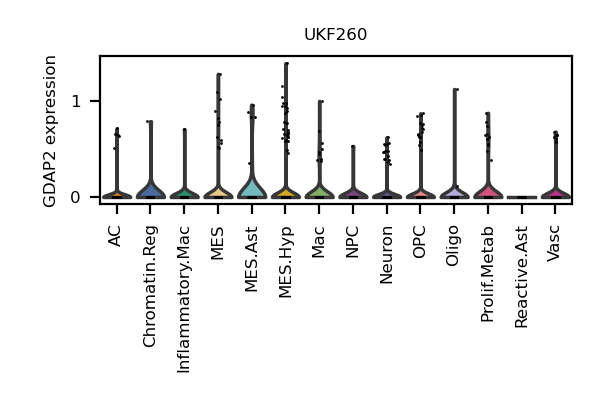 UKF260
GDAP2 expression
1
0
AC
Chromatin.Reg
Inflammatory.Mac
MES
MES.Ast
MES.Hyp
Mac
NPC
Neuron
OPC
Oligo
Prolif.Metab
Reactive.Ast
Vasc